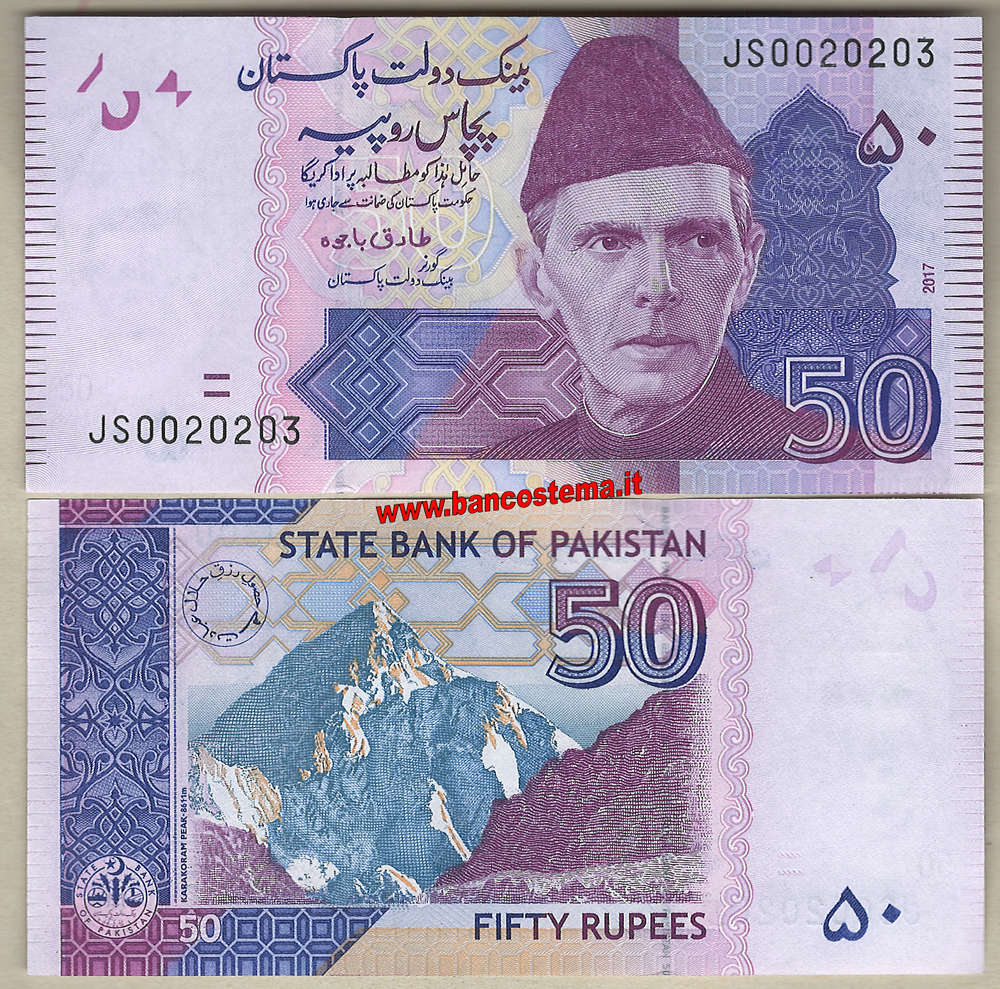 JS0020203
بینک دولت پاکستان
پچاس روپیہ
حامل ہٰذا کو مطالبہ پر ادا کریگا
حکومت پاکستان کی ضمانت سے جاری ہوا
طارق باجوہ
گورنر
بینک دولت پاکستان
۵۰
2017
50
JS0020203
www.bancostema.it
STATE BANK OF PAKISTAN
50
حصول رزق حلال عبادت ہے
KARAKORAM PEAK-8611m
STATE BANK OF PAKISTAN
50
FIFTY RUPEES
۵۰